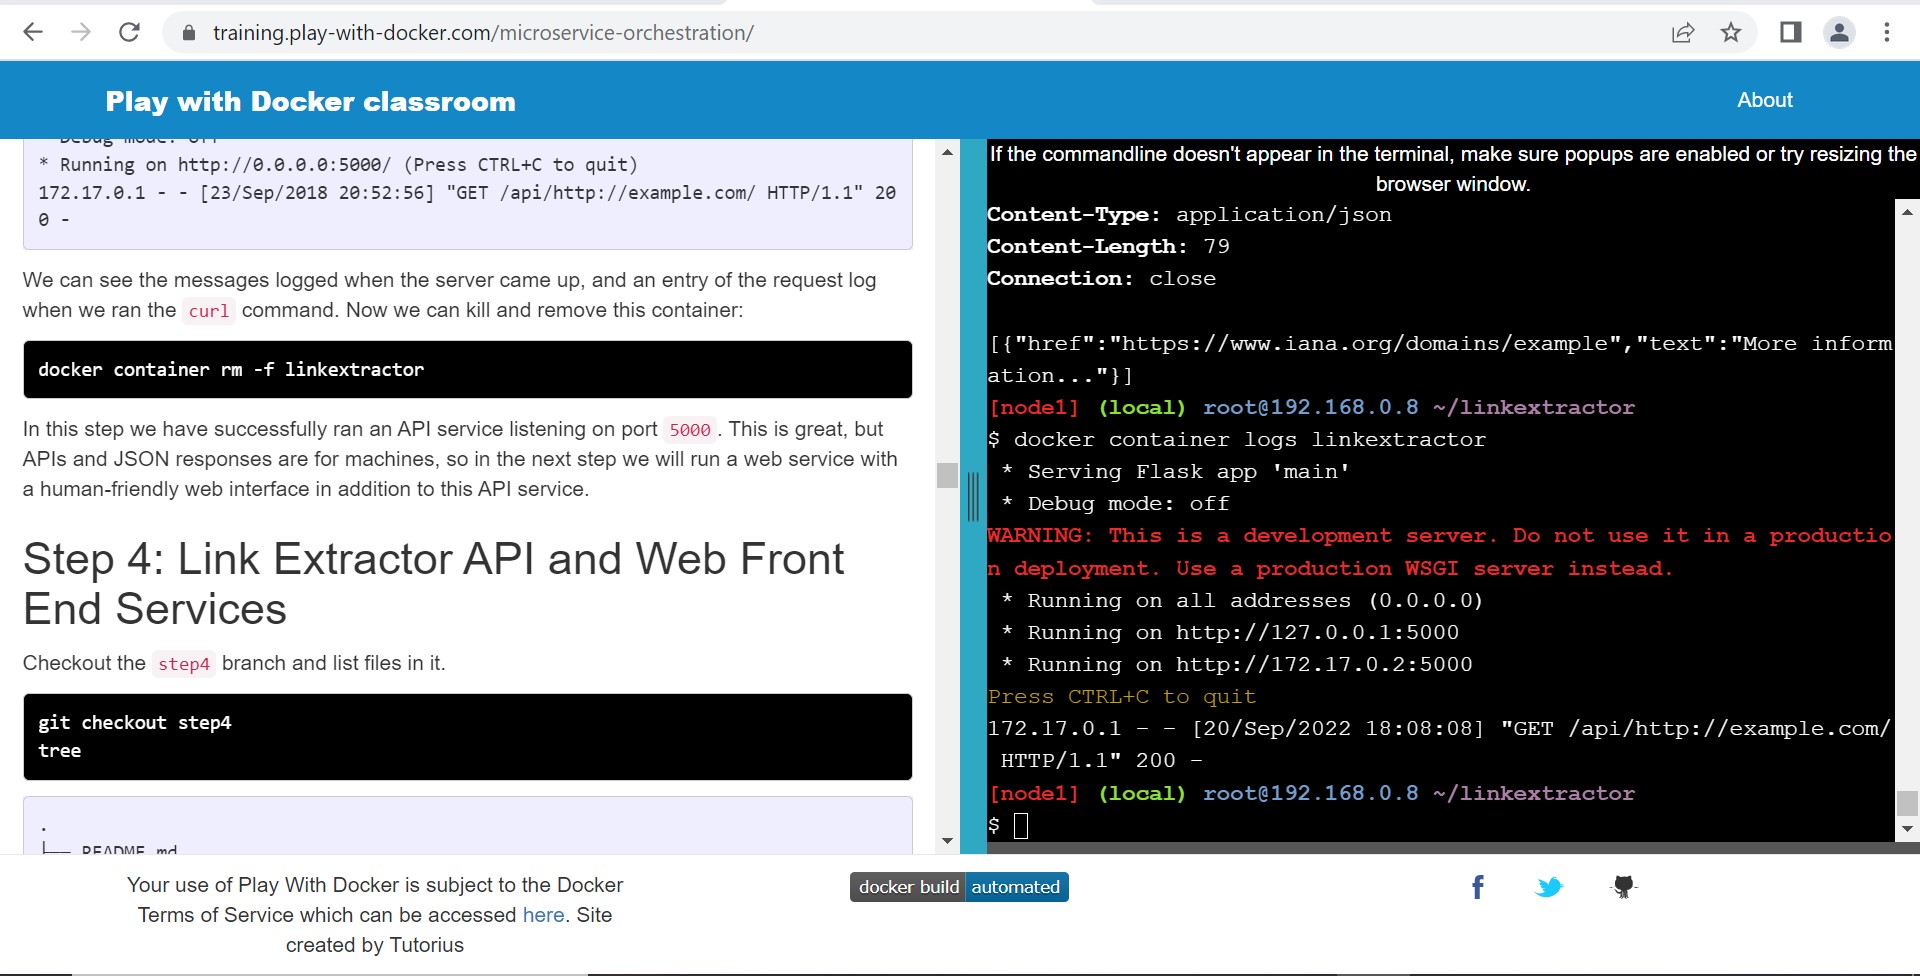 training.play-with-docker.com/microservice-orchestration/
Play with Docker classroom
About
Debug mode: off
* Running on http://0.0.0.0:5000/ (Press CTRL+C to quit)
172.17.0.1 - - [23/Sep/2018 20:52:56] "GET /api/http://example.com/ HTTP/1.1" 20
0 -
We can see the messages logged when the server came up, and an entry of the request log
when we ran the curl command. Now we can kill and remove this container:
docker container rm -f linkextractor
In this step we have successfully ran an API service listening on port 5000. This is great, but
APIs and JSON responses are for machines, so in the next step we will run a web service with
a human-friendly web interface in addition to this API service.
Step 4: Link Extractor API and Web Front
End Services
Checkout the step4 branch and list files in it.
git checkout step4
tree
.
├── README.md
If the commandline doesn't appear in the terminal, make sure popups are enabled or try resizing the
browser window.
Content-Type: application/json
Content-Length: 79
Connection: close
[{"href":"https://www.iana.org/domains/example","text":"More inform
ation..."}]
[node1] (local) root@192.168.0.8 ~/linkextractor
$ docker container logs linkextractor
* Serving Flask app 'main'
* Debug mode: off
WARNING: This is a development server. Do not use it in a productio
n deployment. Use a production WSGI server instead.
* Running on all addresses (0.0.0.0)
* Running on http://127.0.0.1:5000
* Running on http://172.17.0.2:5000
Press CTRL+C to quit
172.17.0.1 - - [20/Sep/2022 18:08:08] "GET /api/http://example.com/
HTTP/1.1" 200 -
[node1] (local) root@192.168.0.8 ~/linkextractor
$
Your use of Play With Docker is subject to the Docker
Terms of Service which can be accessed here. Site
created by Tutorius
docker build automated